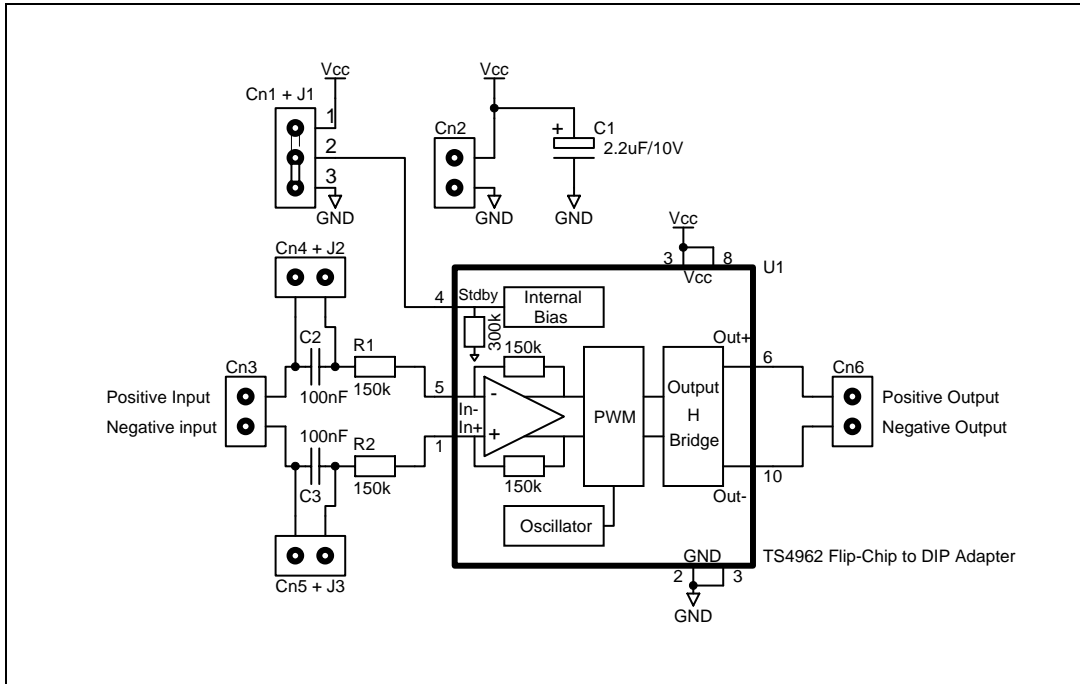 Vcc
Cn1 + J1
1
2
3
GND
Vcc
Cn2
+
C1
2.2uF/10V
GND
GND
Vcc
3
8
Vcc
U1
Cn4 + J2
4
Stdby
300k
Internal
Bias
C2
R1
100nF
150k
Cn3
Positive Input
Negative input
100nF
R2
C3
150k
Cn5 + J3
5
In-
In+
1
-
+
150k
150k
PWM
Oscillator
Output
H
Bridge
Out+
6
Out-
10
Cn6
Positive Output
Negative Output
TS4962 Flip-Chip to DIP Adapter
GND
2
3
GND